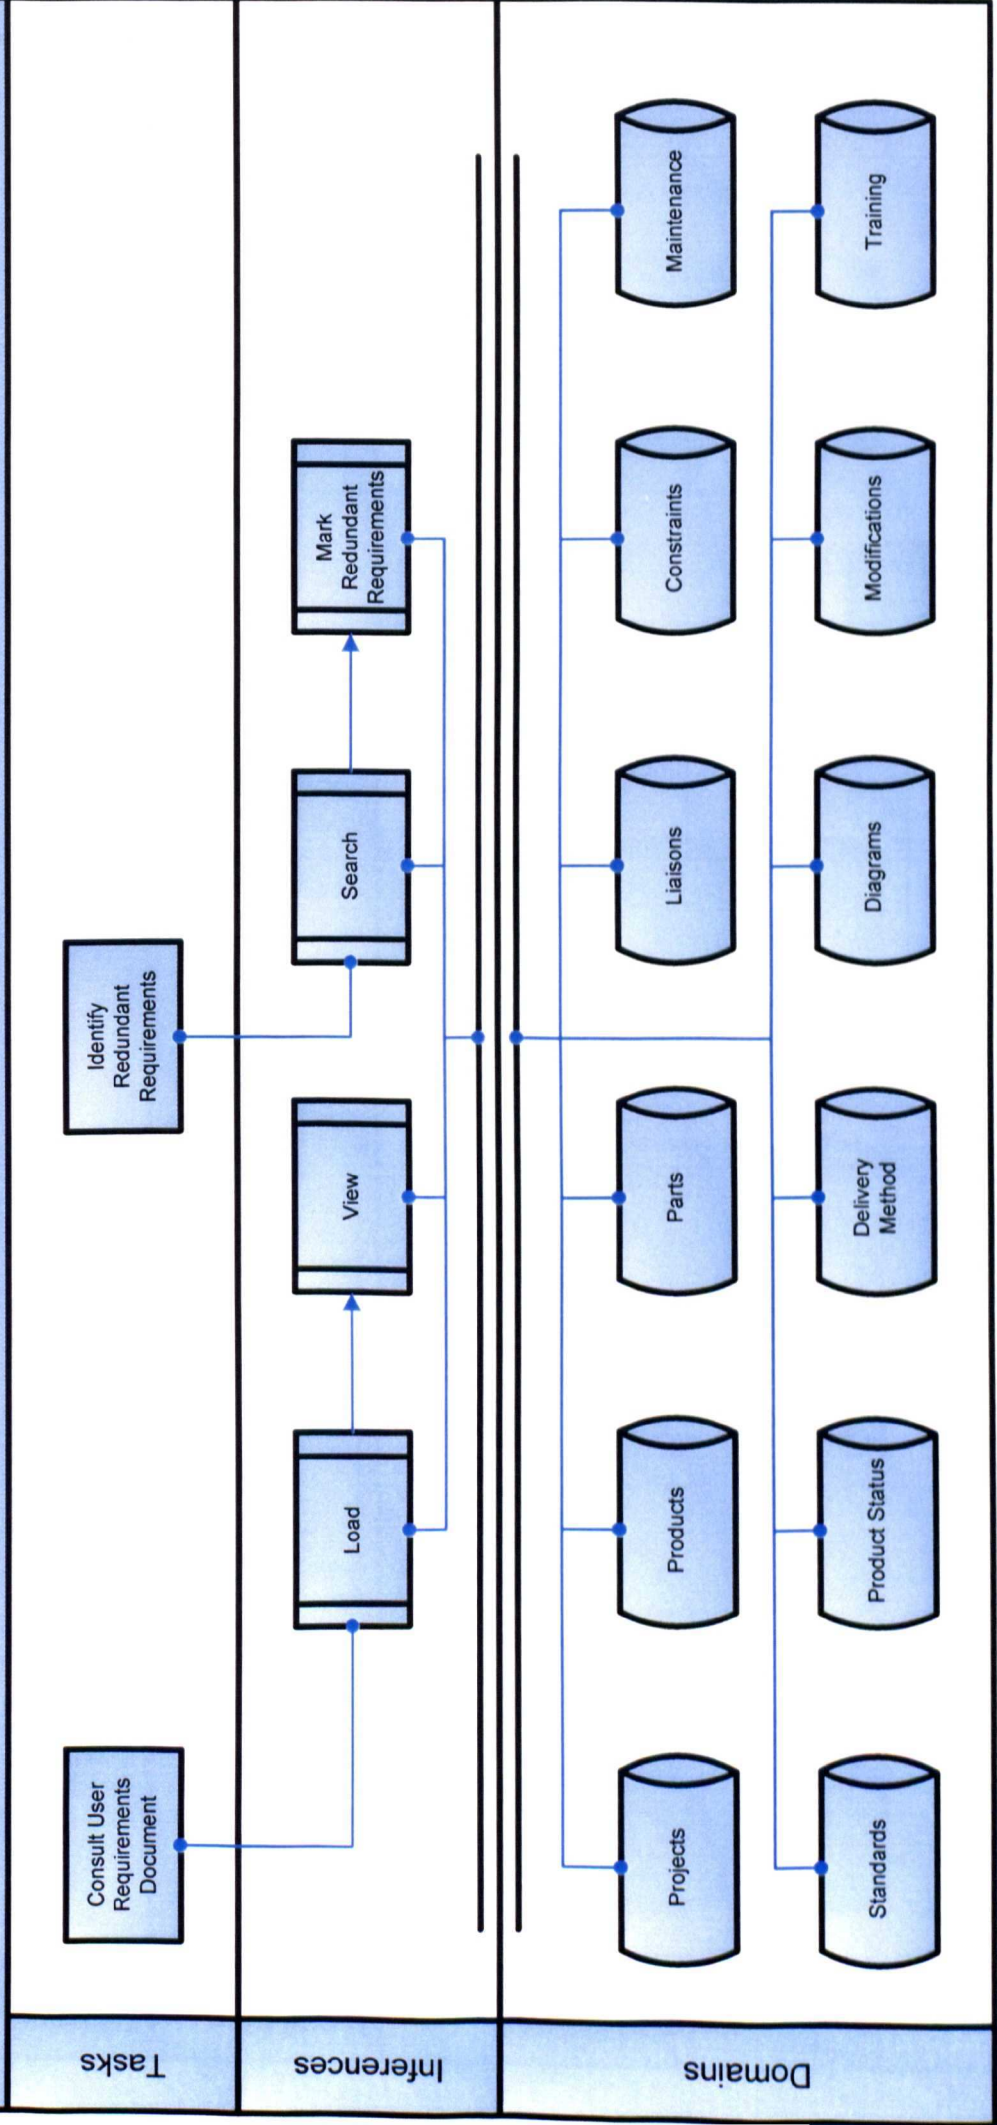 Tasks
Consult User
Requirements
Document
Identify
Redundant
Requirements
Inferences
Load
View
Search
Mark
Redundant
Requirements
Domains
Projects
Products
Parts
Liaisons
Constraints
Maintenance
Standards
Product Status
Delivery
Method
Diagrams
Modifications
Training